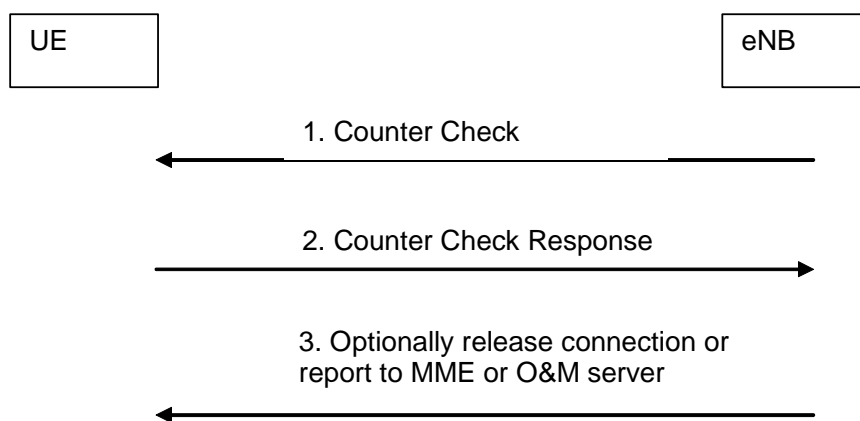 UE
eNB
1. Counter Check
2. Counter Check Response
3. Optionally release connection or
report to MME or O&M server